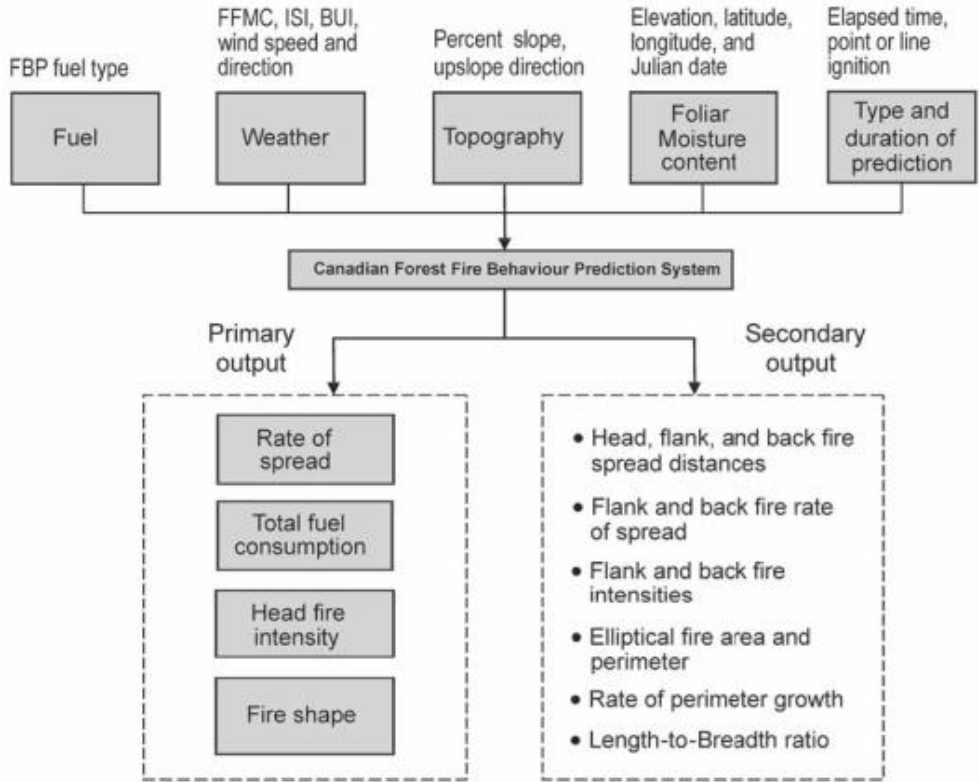 FBP fuel type
FFMC, ISI, BUI,
wind speed and
direction
Percent slope,
upslope direction
Elevation, latitude,
longitude, and
Julian date
Elapsed time,
point or line
ignition
Fuel
Weather
Topography
Foliar
Moisture
content
Type and
duration of
prediction
Canadian Forest Fire Behaviour Prediction System
Primary
output
Secondary
output
Rate of
spread
Total fuel
consumption
Head fire
intensity
Fire shape
• Head, flank, and back fire
spread distances
• Flank and back fire rate
of spread
• Flank and back fire
intensities
• Elliptical fire area and
perimeter
• Rate of perimeter growth
• Length-to-Breadth ratio